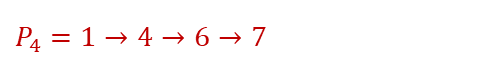 P₄ = 1 → 4 → 6 → 7